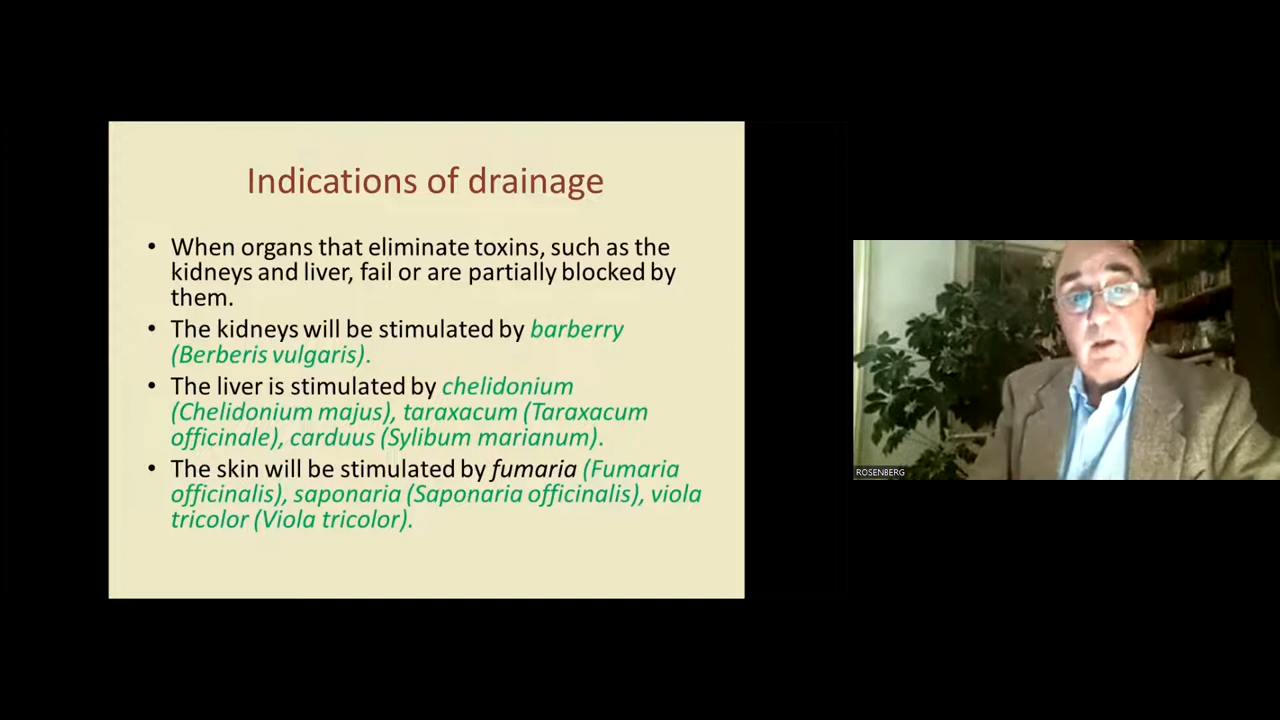 Indications of drainage
• When organs that eliminate toxins, such as the
kidneys and liver, fail or are partially blocked by
them.
• The kidneys will be stimulated by barberry
(Berberis vulgaris).
• The liver is stimulated by chelidonium
(Chelidonium majus), taraxacum (Taraxacum
officinale), carduus (Sylibum marianum).
• The skin will be stimulated by fumaria (Fumaria
officinalis), saponaria (Saponaria officinalis), viola
tricolor (Viola tricolor).
ROSENBERG